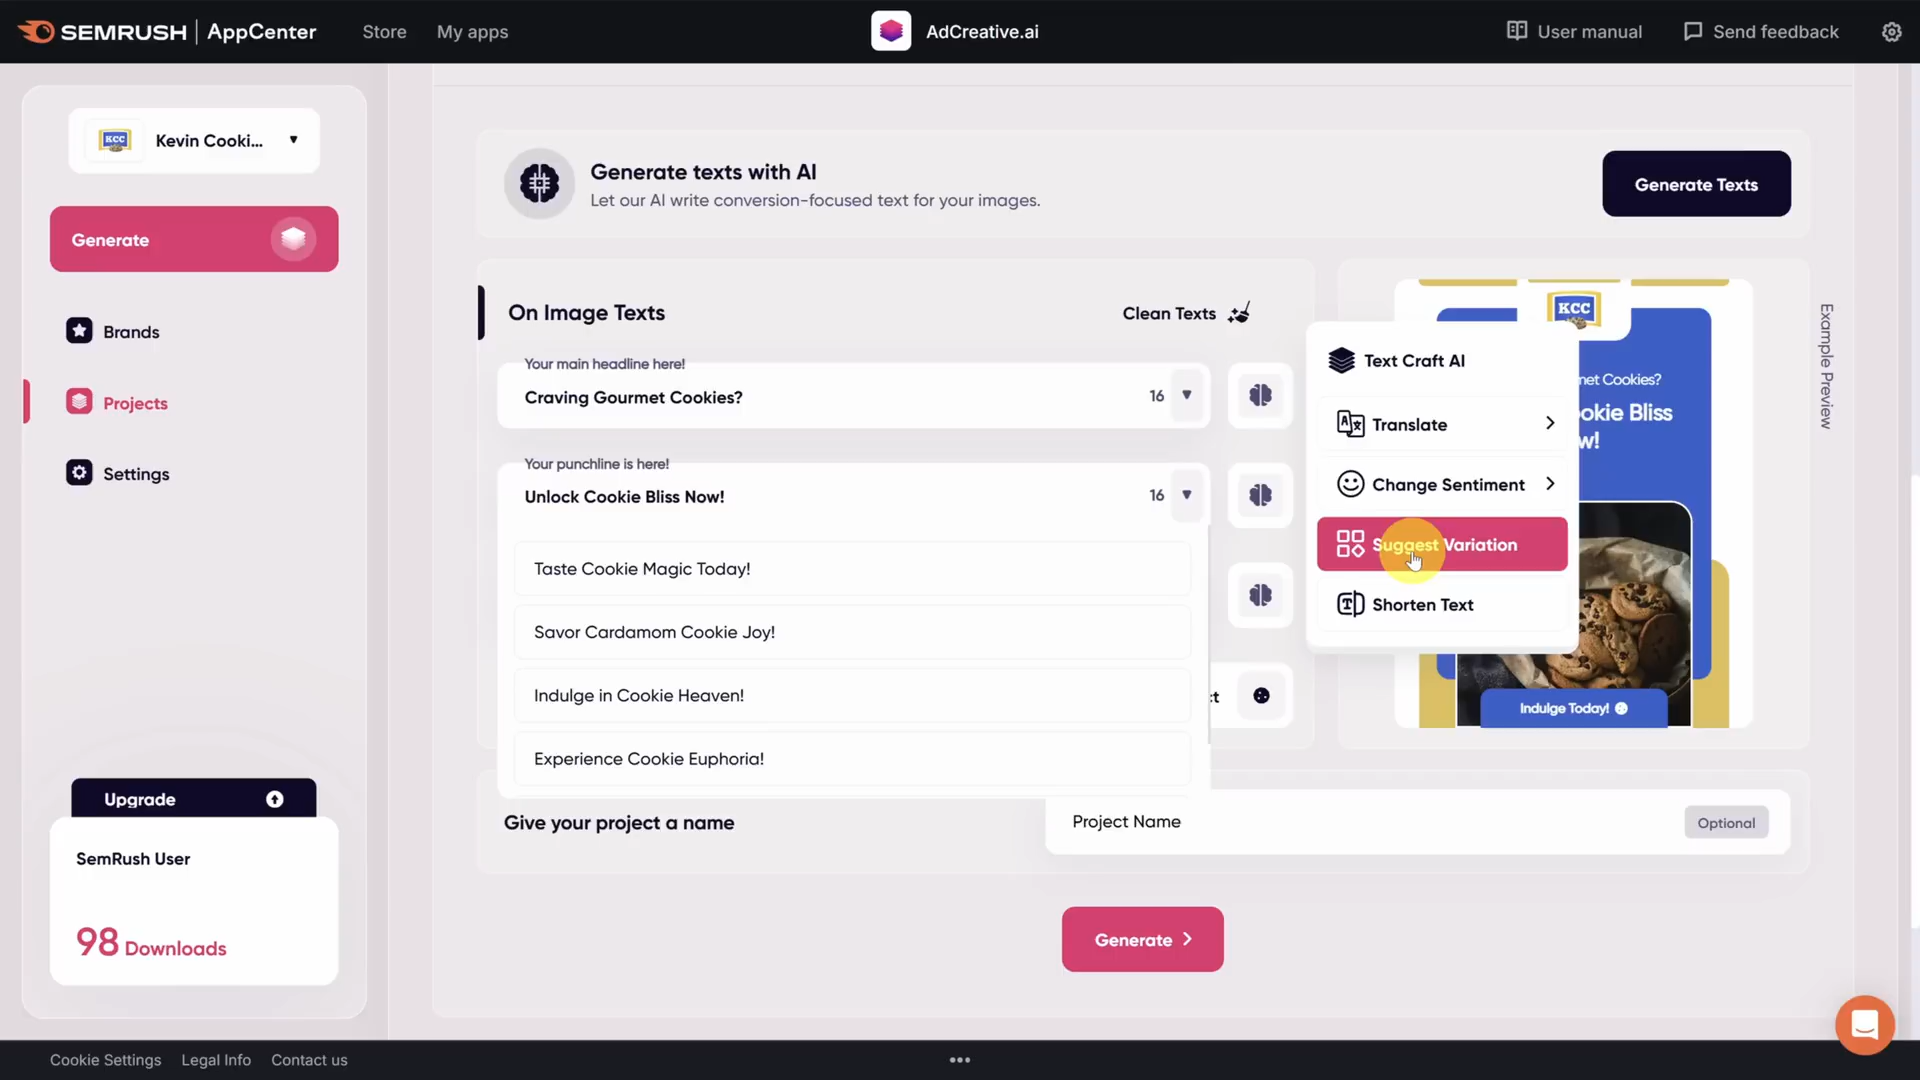 SEMRUSH | AppCenter
Store
My apps
AdCreative.ai
User manual
Send feedback
KCC
Kevin Cooki...
Generate
Brands
Projects
Settings
Upgrade
SemRush User
98 Downloads
Generate texts with AI
Let our AI write conversion-focused text for your images.
Generate Texts
On Image Texts
Clean Texts
Your main headline here!
Craving Gourmet Cookies?
16
Your punchline is here!
Unlock Cookie Bliss Now!
16
Taste Cookie Magic Today!
Savor Cardamom Cookie Joy!
Indulge in Cookie Heaven!
Experience Cookie Euphoria!
Text Craft AI
Translate
Change Sentiment
Suggest Variation
Shorten Text
KCC
met Cookies?
okie Bliss
w!
Indulge Today!
Example Preview
Give your project a name
Project Name
Optional
Generate
Cookie Settings
Legal Info
Contact us